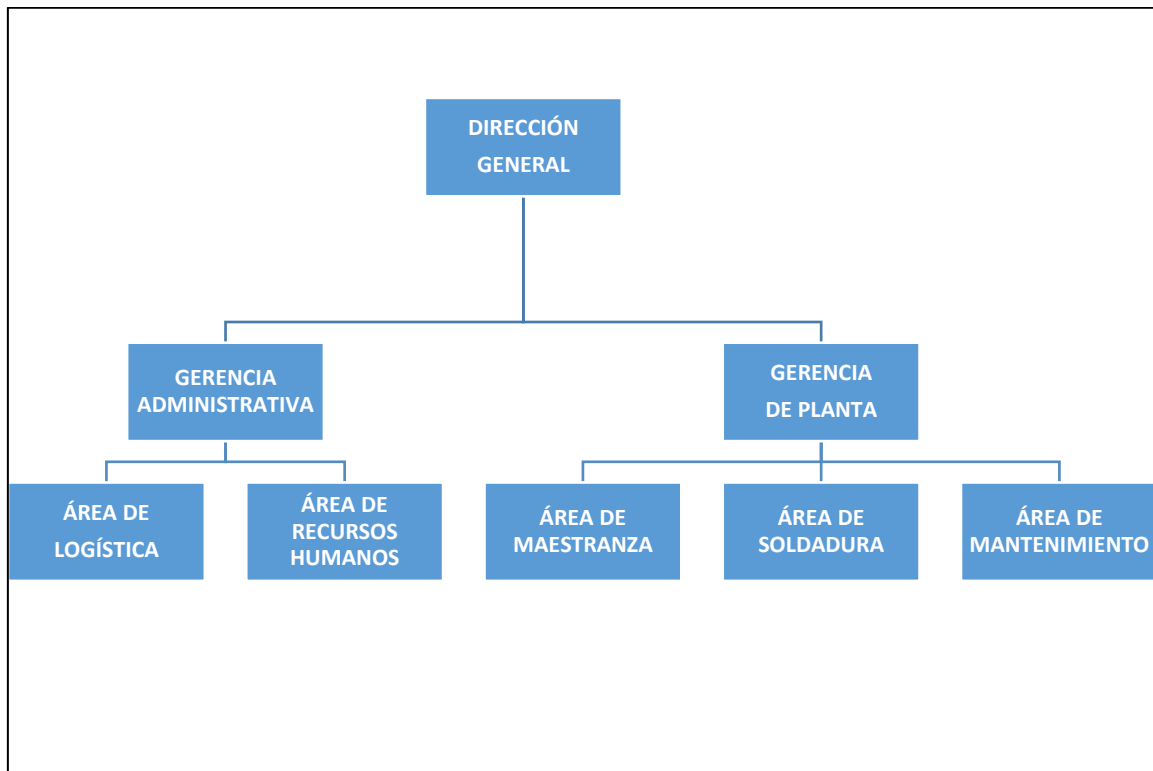 DIRECCIÓN
GENERAL
GERENCIA
ADMINISTRATIVA
GERENCIA
DE PLANTA
ÁREA DE
LOGÍSTICA
ÁREA DE
RECURSOS
HUMANOS
ÁREA DE
MAESTRANZA
ÁREA DE
SOLDADURA
ÁREA DE
MANTENIMIENTO